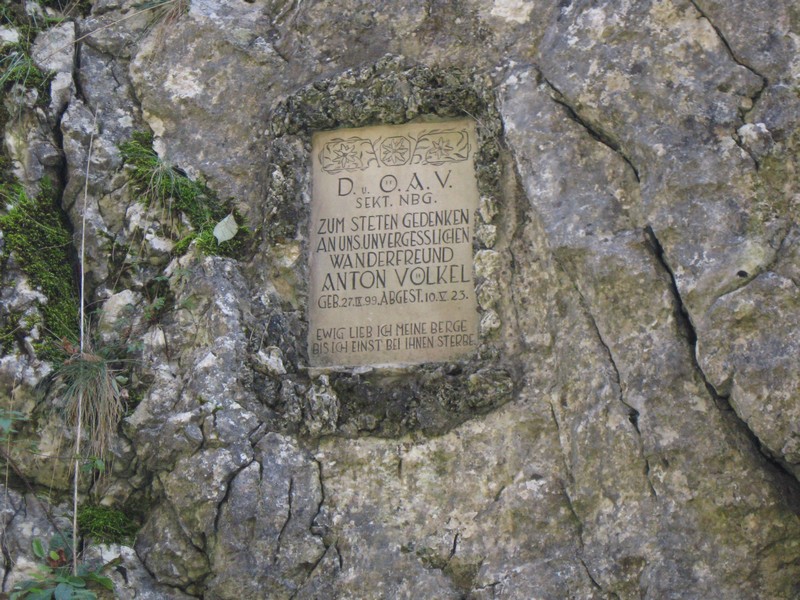 D. u. Ö. A. V.
SEKT. NBG.
ZUM STETEN GEDENKEN
AN UNS. UNVERGESSLICHEN
WANDERFREUND
ANTON VÖLKEL
GEB. 27. II. 99. ABGEST. 10. V. 23.
EWIG LIEB ICH MEINE BERGE
BIS ICH EINST BEI IHNEN STERBE.